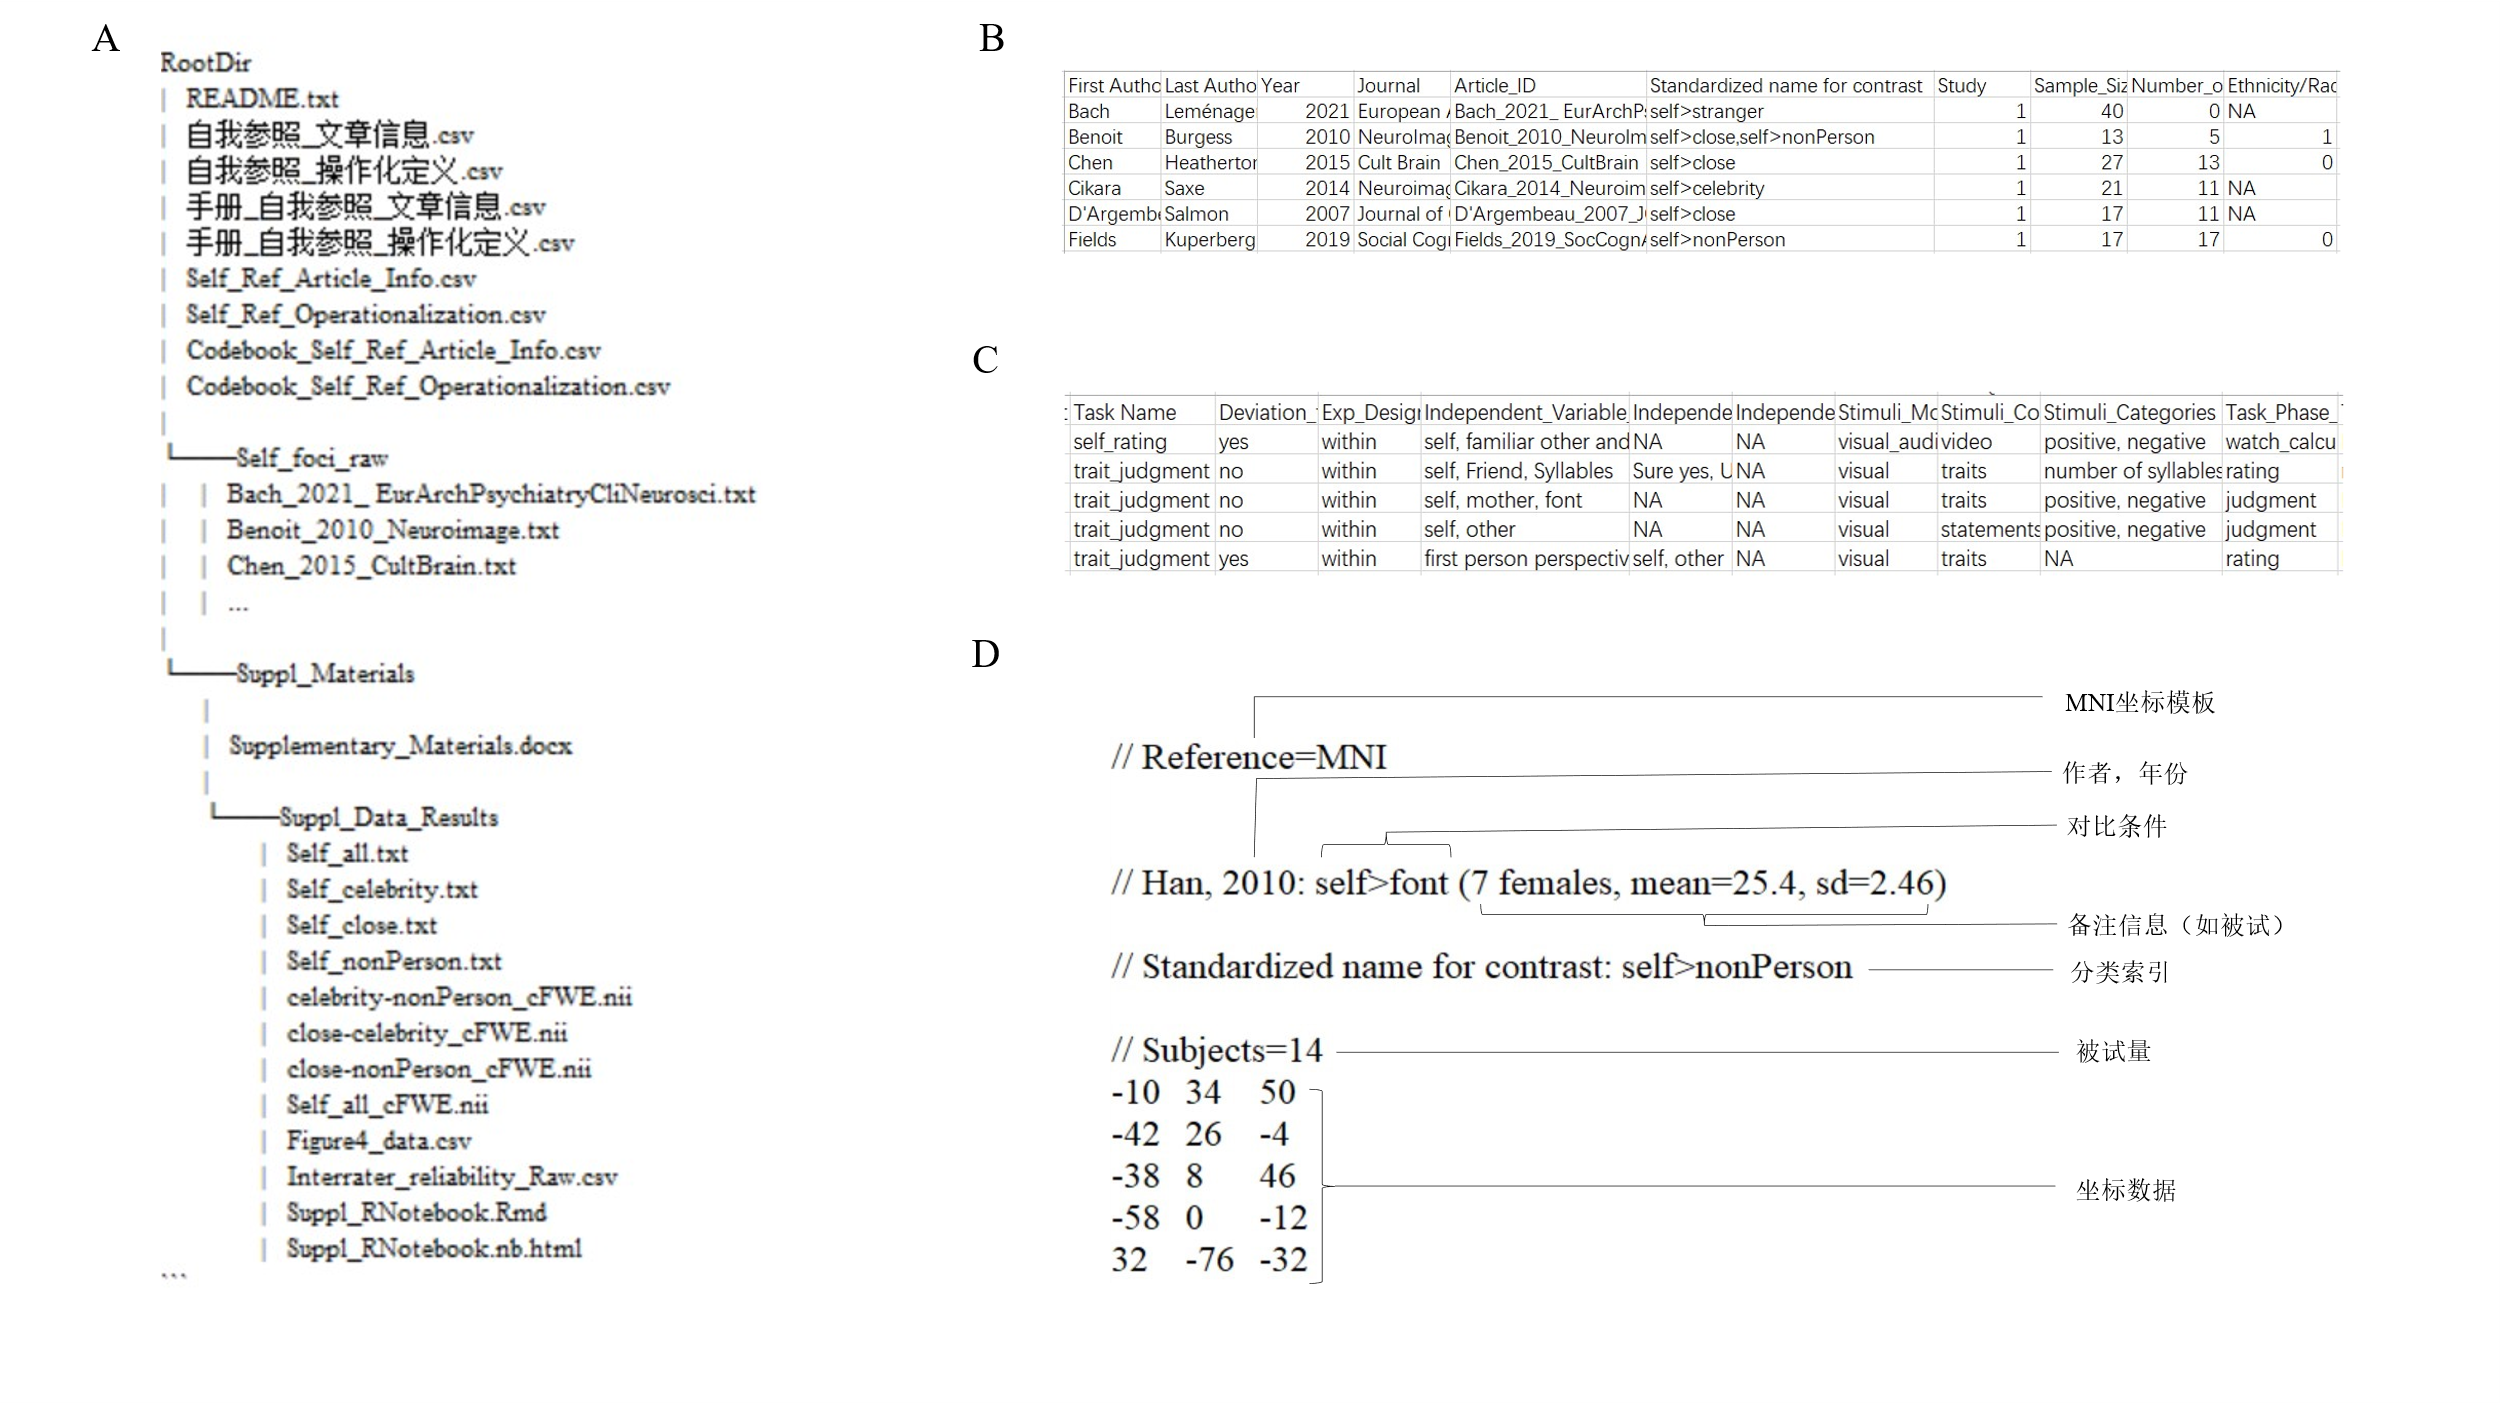 A
RootDir
| README.txt
| 自我参照_文章信息.csv
| 自我参照_操作化定义.csv
| 手册_自我参照_文章信息.csv
| 手册_自我参照_操作化定义.csv
| Self_Ref_Article_Info.csv
| Self_Ref_Operationalization.csv
| Codebook_Self_Ref_Article_Info.csv
| Codebook_Self_Ref_Operationalization.csv
|
└───Self_foci_raw
| | Bach_2021_ EurArchPsychiatryCliNeurosci.txt
| | Benoit_2010_Neuroimage.txt
| | Chen_2015_CultBrain.txt
| | ...
|
└───Suppl_Materials
|
| Supplementary_Materials.docx
|
└───Suppl_Data_Results
| Self_all.txt
| Self_celebrity.txt
| Self_close.txt
| Self_nonPerson.txt
| celebrity-nonPerson_cFWE.nii
| close-celebrity_cFWE.nii
| close-nonPerson_cFWE.nii
| Self_all_cFWE.nii
| Figure4_data.csv
| Interrater_reliability_Raw.csv
| Suppl_RNotebook.Rmd
| Suppl_RNotebook.nb.html
```
B
First Autho Last Autho Year Journal Article_ID Standardized name for contrast Study Sample_Siz Number_o Ethnicity/Rac
Bach Leménage 2021 European A Bach_2021_ EurArchPs self>stranger 1 40 0 NA
Benoit Burgess 2010 NeuroImag Benoit_2010_NeuroIm self>close,self>nonPerson 1 13 5 1
Chen Heatherton 2015 Cult Brain Chen_2015_CultBrain self>close 1 27 13 0
Cikara Saxe 2014 Neuroimag Cikara_2014_Neuroim self>celebrity 1 21 11 NA
D'Argembe Salmon 2007 Journal of D'Argembeau_2007_J self>close 1 17 11 NA
Fields Kuperberg 2019 Social Cogn Fields_2019_SocCognA self>nonPerson 1 17 17 0
C
Task Name Deviation_ Exp_Design Independent_Variable_ Independe Independe Stimuli_Mo Stimuli_Co Stimuli_Categories Task_Phase_
self_rating yes within self, familiar other and NA NA visual_audi video positive, negative watch_calcu
trait_judgment no within self, Friend, Syllables Sure yes, U NA visual traits number of syllables rating
trait_judgment no within self, mother, font NA NA visual traits positive, negative judgment
trait_judgment no within self, other NA NA visual statements positive, negative judgment
trait_judgment yes within first person perspectiv self, other NA visual traits NA rating
D
MNI坐标模板
// Reference=MNI
作者，年份
对比条件
// Han, 2010: self>font (7 females, mean=25.4, sd=2.46)
备注信息（如被试）
// Standardized name for contrast: self>nonPerson
分类索引
// Subjects=14
被试量
-10 34 50
-42 26 -4
-38 8 46
坐标数据
-58 0 -12
32 -76 -32